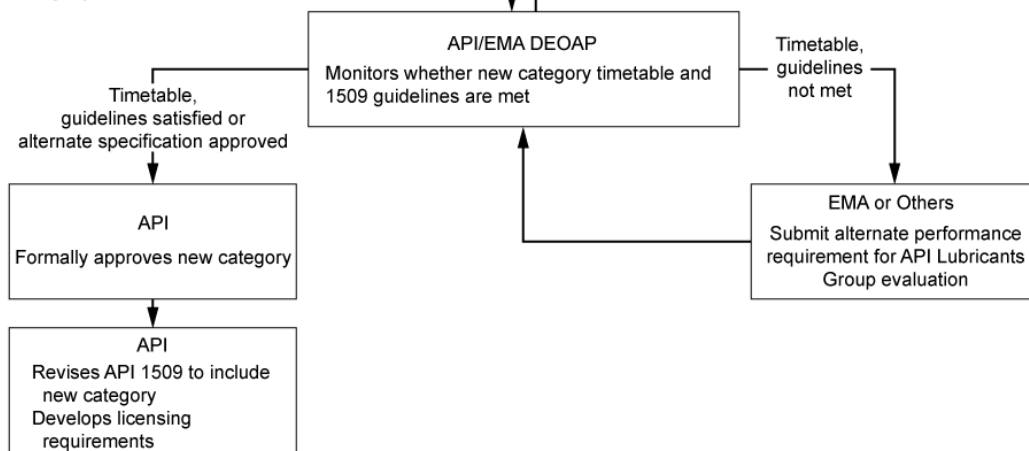 API/EMA DEOAP
Monitors whether new category timetable and
1509 guidelines are met
Timetable,
guidelines
not met
Timetable,
guidelines satisfied or
alternate specification approved
API
Formally approves new category
EMA or Others
Submit alternate performance
requirement for API Lubricants
Group evaluation
API
Revises API 1509 to include
new category
Develops licensing
requirements